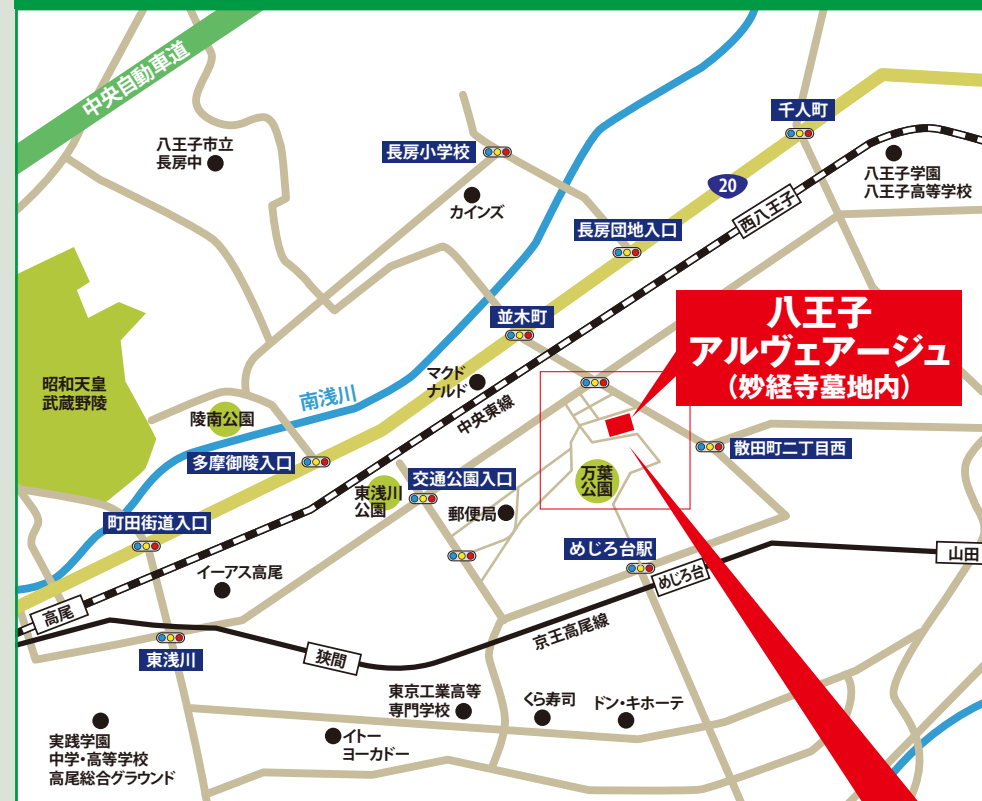 中央自動車道
千人町
八王子市立
長房中
長房小学校
八王子学園
八王子高等学校
20
カインズ
西八王子
長房団地入口
八王子
アルヴェアージュ
（妙経寺墓地内）
並木町
昭和天皇
武蔵野陵
マクド
ナルド
南浅川
中央東線
陵南公園
散田町二丁目西
多摩御陵入口
交通公園入口
万葉
公園
東浅川
公園
郵便局
町田街道入口
めじろ台駅
山田
イーアス高尾
めじろ台
高尾
京王高尾線
東浅川
狭間
東京工業高等
専門学校
くら寿司
ドン・キホーテ
実践学園
中学・高等学校
高尾総合グラウンド
イトー
ヨーカドー